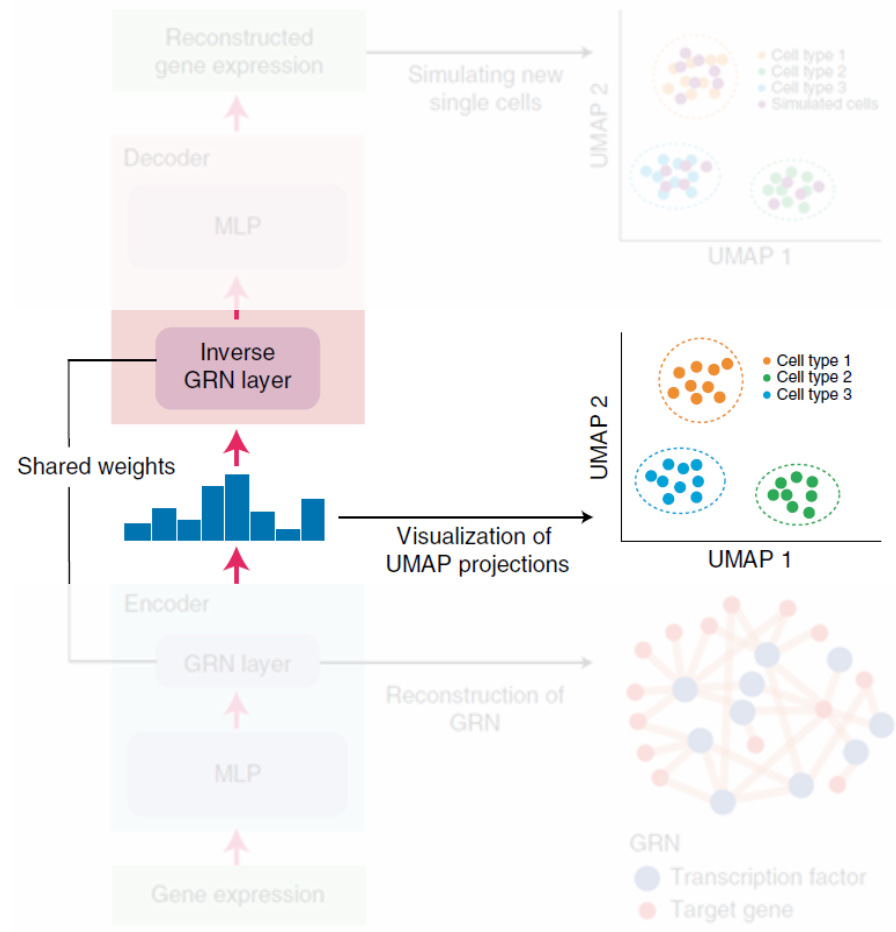 Reconstructed
gene expression
Simulating new
single cells
UMAP 2
Cell type 1
Cell type 2
Cell type 3
Simulated cells
UMAP 1
Decoder
MLP
Inverse
GRN layer
Shared weights
Visualization of
UMAP projections
UMAP 2
Cell type 1
Cell type 2
Cell type 3
UMAP 1
Encoder
GRN layer
Reconstruction of
GRN
MLP
Gene expression
GRN
Transcription factor
Target gene